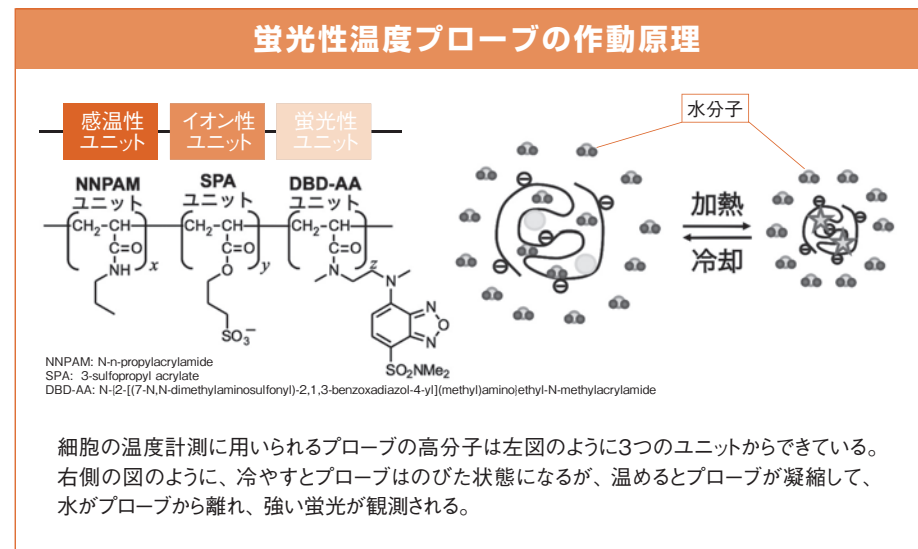 蛍光性温度プローブの作動原理
感温性
ユニット
イオン性
ユニット
蛍光性
ユニット
水分子
NNPAM
ユニット
SPA
ユニット
DBD-AA
ユニット
CH₂-CH
CH₂-CH
CH₂-CH
C=O
C=O
C=O
NH
x
O
y
N
z
N
SO₃⁻
N
O
N
SO₂NMe₂
加熱
冷却
NNPAM: N-n-propylacrylamide
SPA: 3-sulfopropyl acrylate
DBD-AA: N-|2-[(7-N,N-dimethylaminosulfonyl)-2,1,3-benzoxadiazol-4-yl](methyl)amino|ethyl-N-methylacrylamide
細胞の温度計測に用いられるプローブの高分子は左図のように3つのユニットからできている。
右側の図のように、冷やすとプローブはのびた状態になるが、温めるとプローブが凝縮して、
水がプローブから離れ、強い蛍光が観測される。